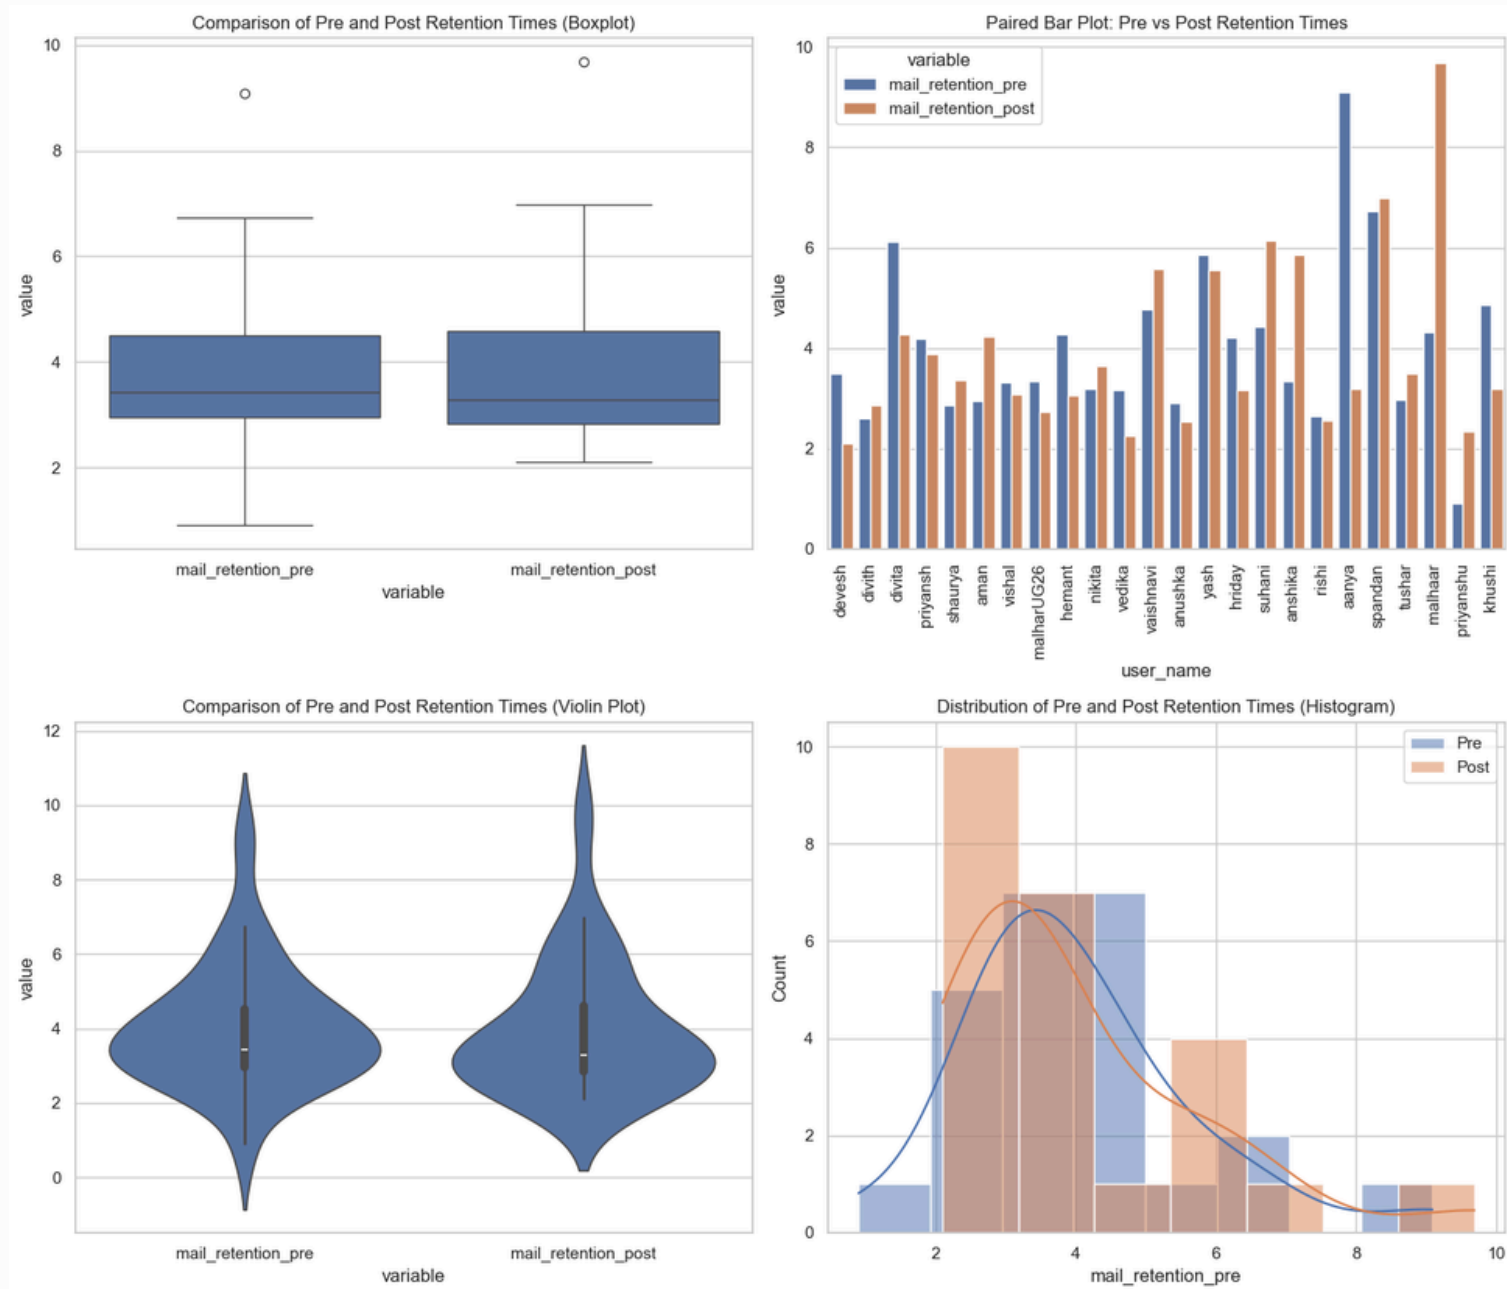 Comparison of Pre and Post Retention Times (Boxplot)
10
8
6
4
2
value
mail_retention_pre
mail_retention_post
variable
Paired Bar Plot: Pre vs Post Retention Times
variable
mail_retention_pre
mail_retention_post
10
8
6
4
2
0
value
devesh
divith
divita
priyansh
shaurya
aman
vishal
malharUG26
hemant
nikita
vedika
vaishnavi
anushka
yash
hriday
suhani
anshika
rishi
aanya
spandan
tushar
malhaar
priyanshu
khushi
user_name
Comparison of Pre and Post Retention Times (Violin Plot)
12
10
8
6
4
2
0
value
mail_retention_pre
mail_retention_post
variable
Distribution of Pre and Post Retention Times (Histogram)
Pre
Post
10
8
6
4
2
0
Count
2
4
6
8
10
mail_retention_pre